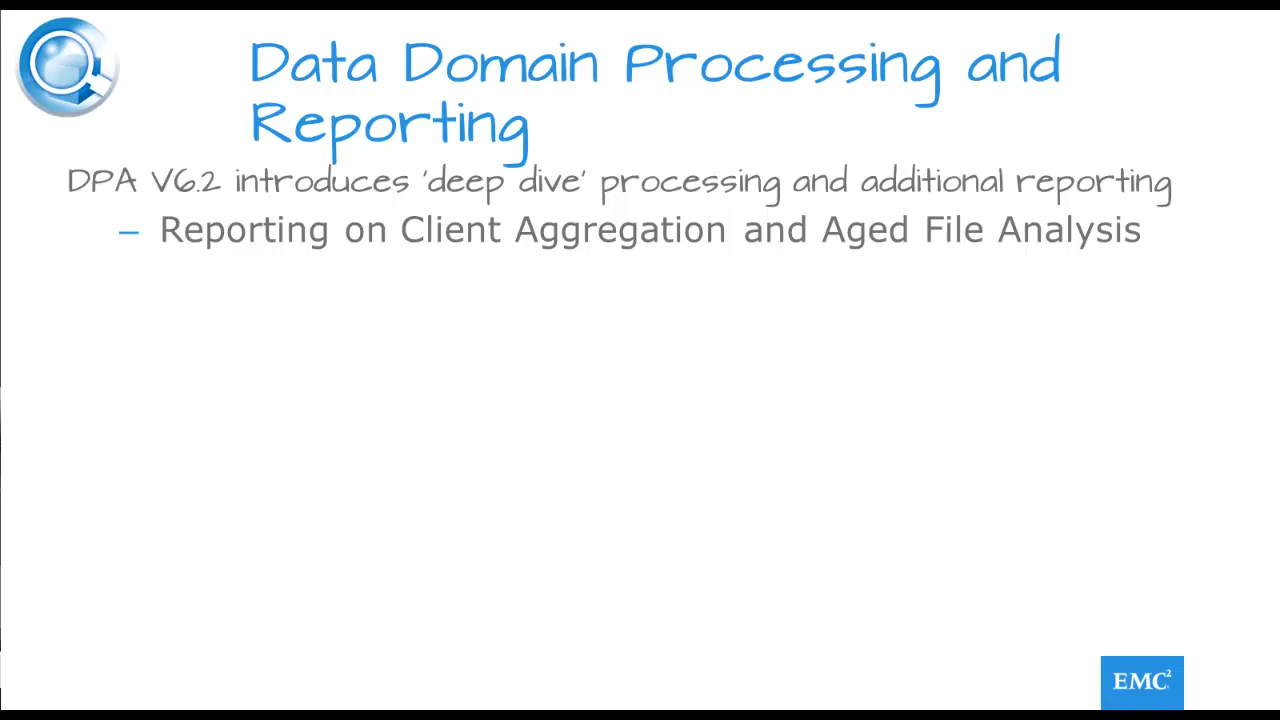 Data Domain Processing and
Reporting
DPA V6.2 introduces 'deep dive' processing and additional reporting
– Reporting on Client Aggregation and Aged File Analysis
EMC²